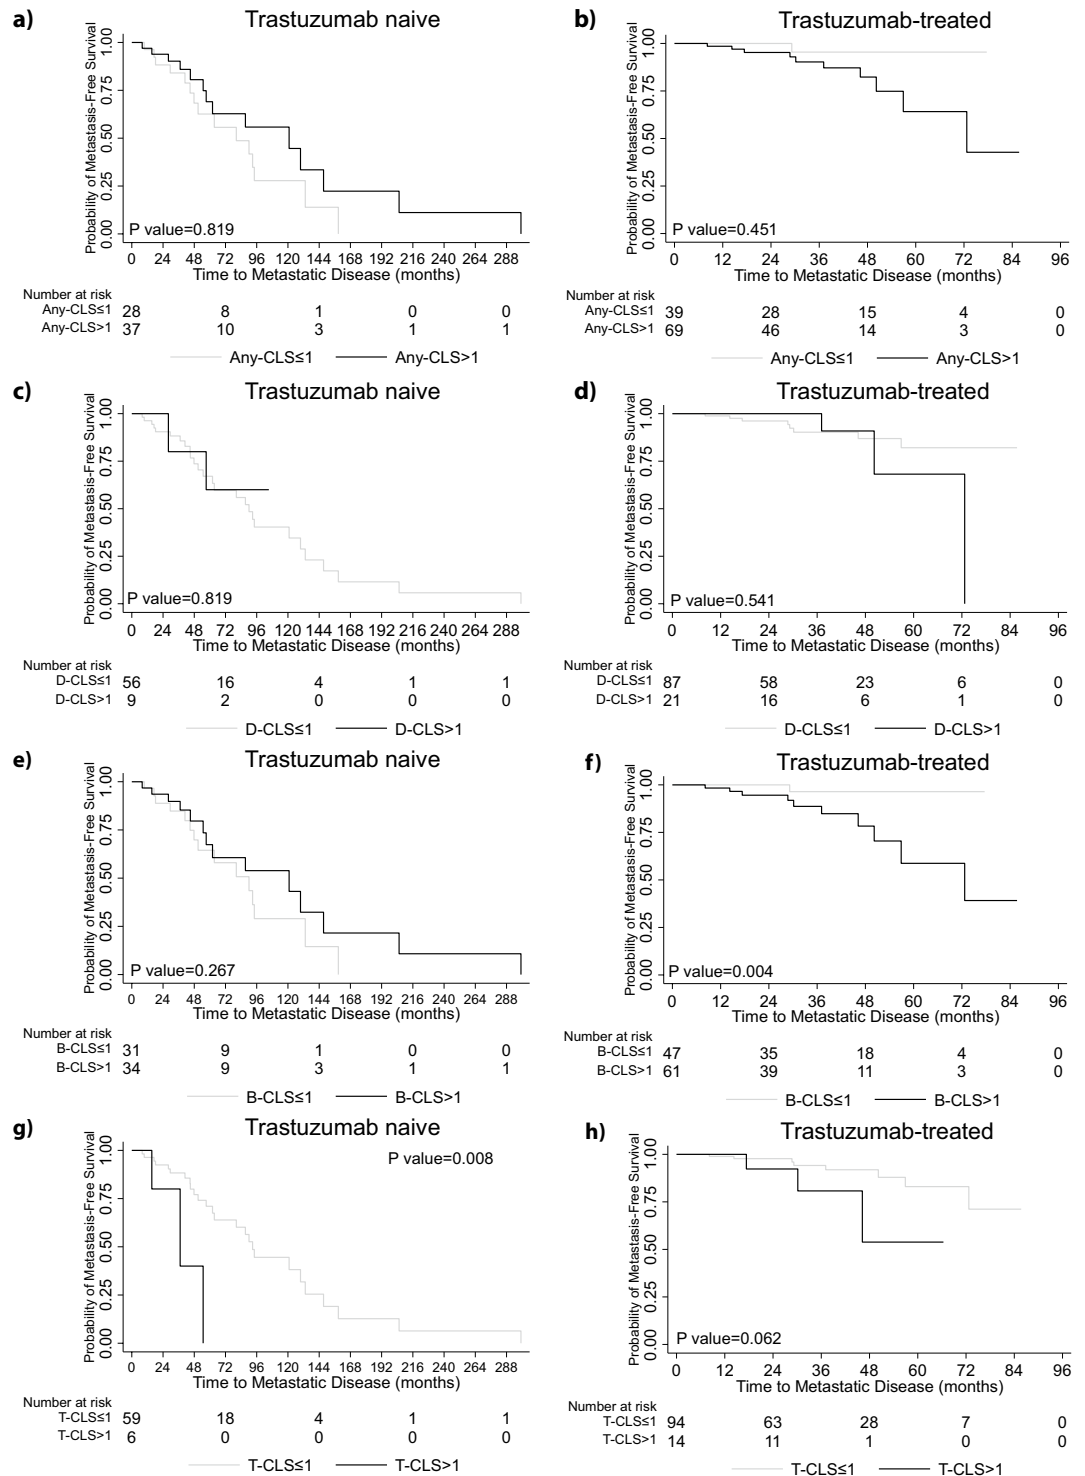 a) Trastuzumab naive
Probability of Metastasis-Free Survival
1.00
0.75
0.50
0.25
0.00
P value=0.819
0 24 48 72 96 120 144 168 192 216 240 264 288
Time to Metastatic Disease (months)
Number at risk
Any-CLS≤1 28 8 1 0 0
Any-CLS>1 37 10 3 1 1
Any-CLS≤1 Any-CLS>1
b) Trastuzumab-treated
Probability of Metastasis-Free Survival
1.00
0.75
0.50
0.25
0.00
P value=0.451
0 12 24 36 48 60 72 84 96
Time to Metastatic Disease (months)
Number at risk
Any-CLS≤1 39 28 15 4 0
Any-CLS>1 69 46 14 3 0
Any-CLS≤1 Any-CLS>1
c) Trastuzumab naive
Probability of Metastasis-Free Survival
1.00
0.75
0.50
0.25
0.00
P value=0.819
0 24 48 72 96 120 144 168 192 216 240 264 288
Time to Metastatic Disease (months)
Number at risk
D-CLS≤1 56 16 4 1 1
D-CLS>1 9 2 0 0 0
D-CLS≤1 D-CLS>1
d) Trastuzumab-treated
Probability of Metastasis-Free Survival
1.00
0.75
0.50
0.25
0.00
P value=0.541
0 12 24 36 48 60 72 84 96
Time to Metastatic Disease (months)
Number at risk
D-CLS≤1 87 58 23 6 0
D-CLS>1 21 16 6 1 0
D-CLS≤1 D-CLS>1
e) Trastuzumab naive
Probability of Metastasis-Free Survival
1.00
0.75
0.50
0.25
0.00
P value=0.267
0 24 48 72 96 120 144 168 192 216 240 264 288
Time to Metastatic Disease (months)
Number at risk
B-CLS≤1 31 9 1 0 0
B-CLS>1 34 9 3 1 1
B-CLS≤1 B-CLS>1
f) Trastuzumab-treated
Probability of Metastasis-Free Survival
1.00
0.75
0.50
0.25
0.00
P value=0.004
0 12 24 36 48 60 72 84 96
Time to Metastatic Disease (months)
Number at risk
B-CLS≤1 47 35 18 4 0
B-CLS>1 61 39 11 3 0
B-CLS≤1 B-CLS>1
g) Trastuzumab naive
Probability of Metastasis-Free Survival
1.00
0.75
0.50
0.25
0.00
P value=0.008
0 24 48 72 96 120 144 168 192 216 240 264 288
Time to Metastatic Disease (months)
Number at risk
T-CLS≤1 59 18 4 1 1
T-CLS>1 6 0 0 0 0
T-CLS≤1 T-CLS>1
h) Trastuzumab-treated
Probability of Metastasis-Free Survival
1.00
0.75
0.50
0.25
0.00
P value=0.062
0 12 24 36 48 60 72 84 96
Time to Metastatic Disease (months)
Number at risk
T-CLS≤1 94 63 28 7 0
T-CLS>1 14 11 1 0 0
T-CLS≤1 T-CLS>1